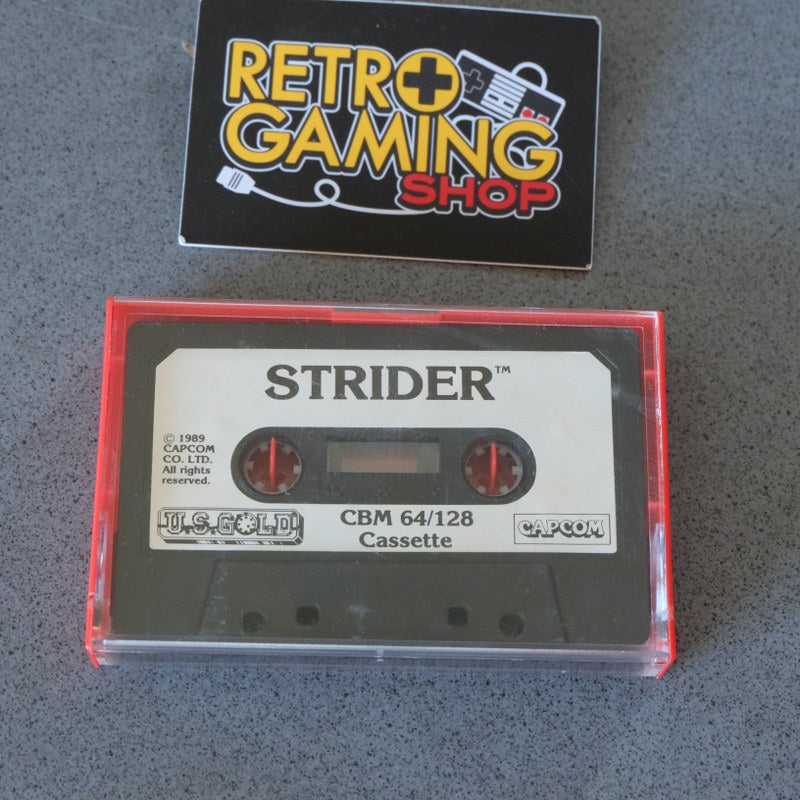 RETRO
GAMING
SHOP
STRIDER™
© 1989
CAPCOM
CO. LTD.
All rights
reserved.
U.S. GOLD
CBM 64/128
Cassette
CAPCOM